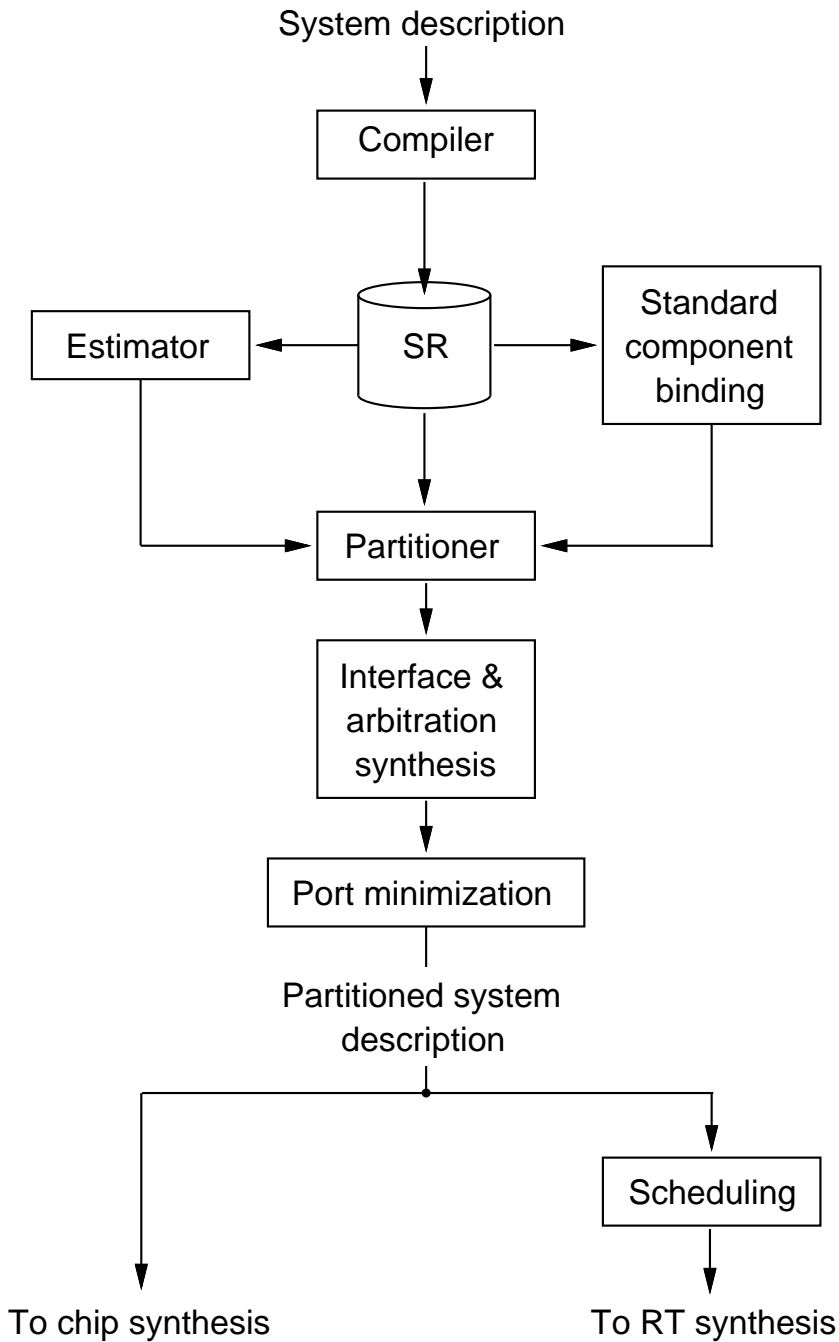 System description
Compiler
Estimator
SR
Standard
component
binding
Partitioner
Interface &
arbitration
synthesis
Port minimization
Partitioned system
description
Scheduling
To chip synthesis
To RT synthesis